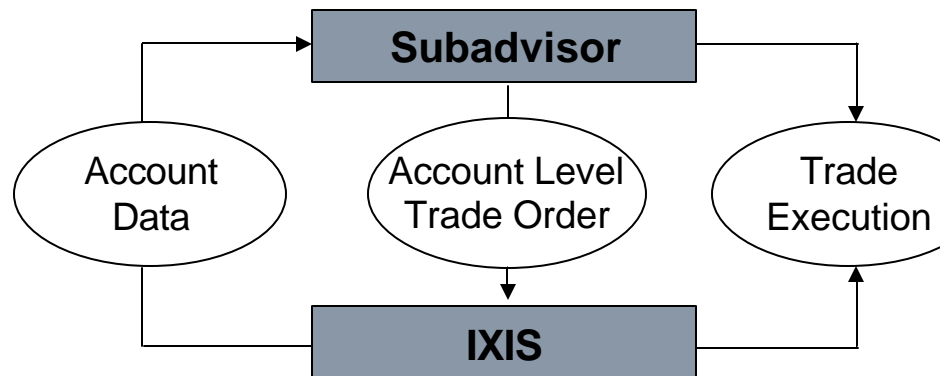 Subadvisor
Account
Data
Account Level
Trade Order
Trade
Execution
IXIS